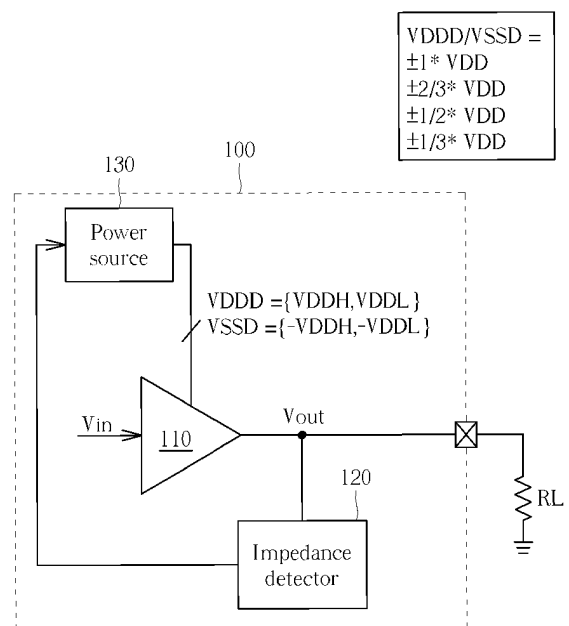 VDDD/VSSD =
±1* VDD
±2/3* VDD
±1/2* VDD
±1/3* VDD
130
100
Power
source
VDDD ={VDDH,VDDL}
VSSD={-VDDH,-VDDL}
Vin
110
Vout
120
RL
Impedance
detector